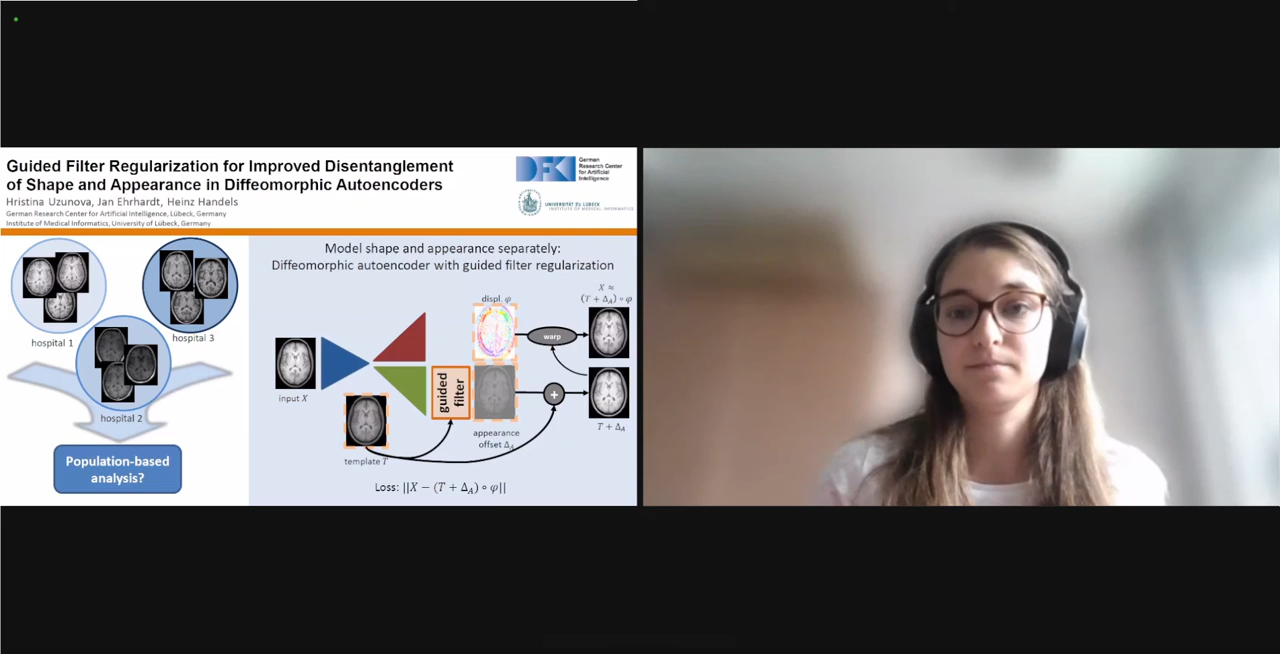 Guided Filter Regularization for Improved Disentanglement
of Shape and Appearance in Diffeomorphic Autoencoders
Hristina Uzunova, Jan Ehrhardt, Heinz Handels
German Research Center for Artificial Intelligence, Lübeck, Germany
Institute of Medical Informatics, University of Lübeck, Germany
DFKI
German
Research Center
for Artificial
Intelligence
UNIVERSITÄT ZU LÜBECK
INSTITUTE OF MEDICAL INFORMATICS
hospital 1
hospital 3
hospital 2
Population-based
analysis?
Model shape and appearance separately:
Diffeomorphic autoencoder with guided filter regularization
input X
template T
guided
filter
displ. φ
appearance
offset Δ_A
warp
+
X ≈
(T + Δ_A) ∘ φ
T + Δ_A
Loss: ||X − (T + Δ_A) ∘ φ||